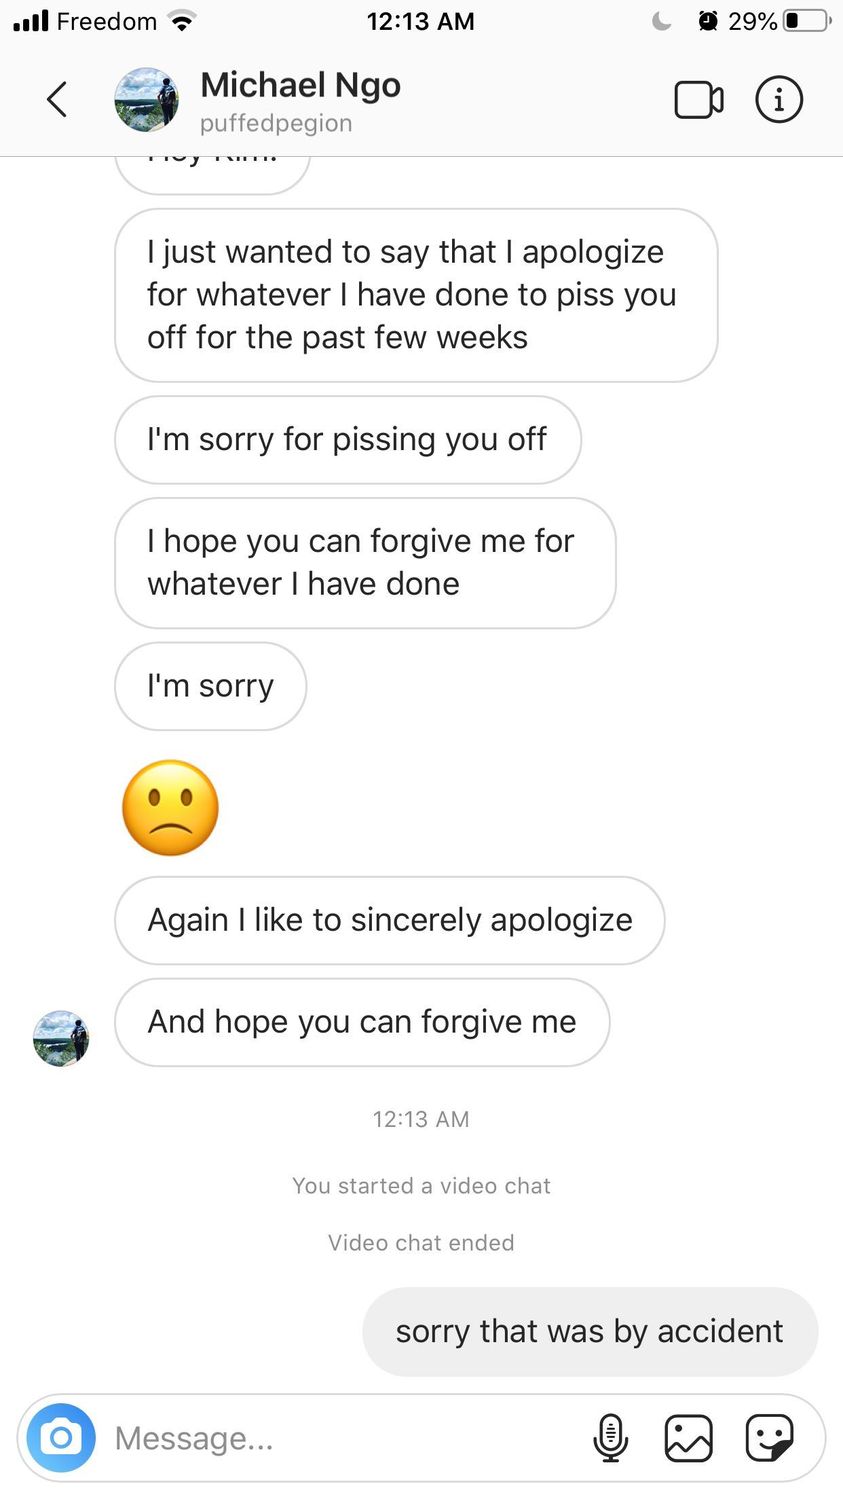 Freedom 12:13 AM 29%
Michael Ngo
puffedpegion
I just wanted to say that I apologize
for whatever I have done to piss you
off for the past few weeks
I'm sorry for pissing you off
I hope you can forgive me for
whatever I have done
I'm sorry
Again I like to sincerely apologize
And hope you can forgive me
12:13 AM
You started a video chat
Video chat ended
sorry that was by accident
Message...